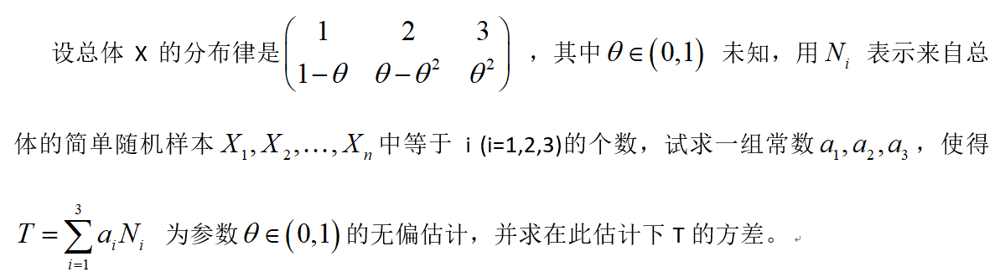 设总体 X 的分布律是 $\begin{pmatrix} 1 & 2 & 3 \\ 1-\theta & \theta-\theta^2 & \theta^2 \end{pmatrix}$ ，其中 $\theta \in (0,1)$ 未知，用 $N_i$ 表示来自总
体的简单随机样本 $X_1, X_2, \ldots, X_n$ 中等于 i (i=1,2,3)的个数，试求一组常数 $a_1, a_2, a_3$，使得
$T = \sum_{i=1}^{3} a_i N_i$ 为参数 $\theta \in (0,1)$ 的无偏估计，并求在此估计下 T 的方差。